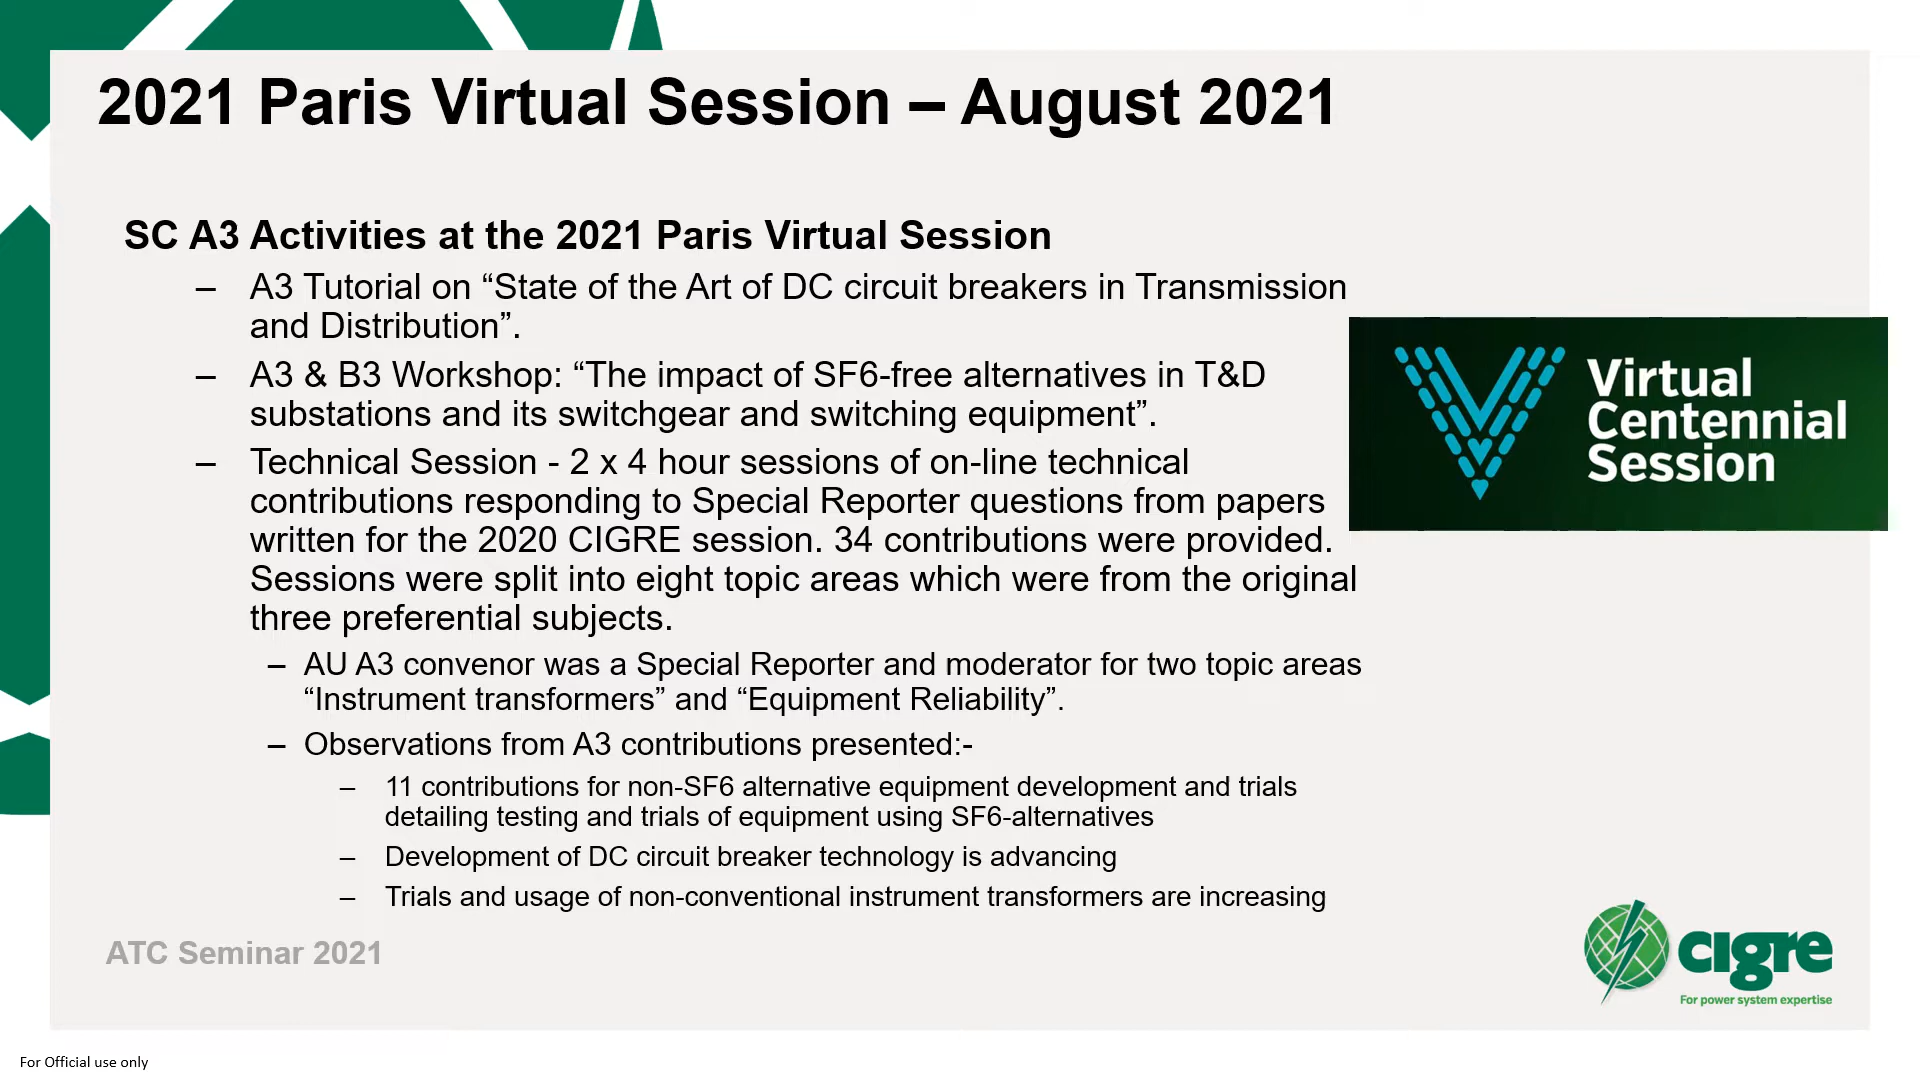 2021 Paris Virtual Session – August 2021
SC A3 Activities at the 2021 Paris Virtual Session
– A3 Tutorial on “State of the Art of DC circuit breakers in Transmission
and Distribution”.
– A3 & B3 Workshop: “The impact of SF6-free alternatives in T&D
substations and its switchgear and switching equipment”.
– Technical Session - 2 x 4 hour sessions of on-line technical
contributions responding to Special Reporter questions from papers
written for the 2020 CIGRE session. 34 contributions were provided.
Sessions were split into eight topic areas which were from the original
three preferential subjects.
– AU A3 convenor was a Special Reporter and moderator for two topic areas
“Instrument transformers” and “Equipment Reliability”.
– Observations from A3 contributions presented:-
– 11 contributions for non-SF6 alternative equipment development and trials
detailing testing and trials of equipment using SF6-alternatives
– Development of DC circuit breaker technology is advancing
– Trials and usage of non-conventional instrument transformers are increasing
Virtual
Centennial
Session
ATC Seminar 2021
cigre
For power system expertise
For Official use only